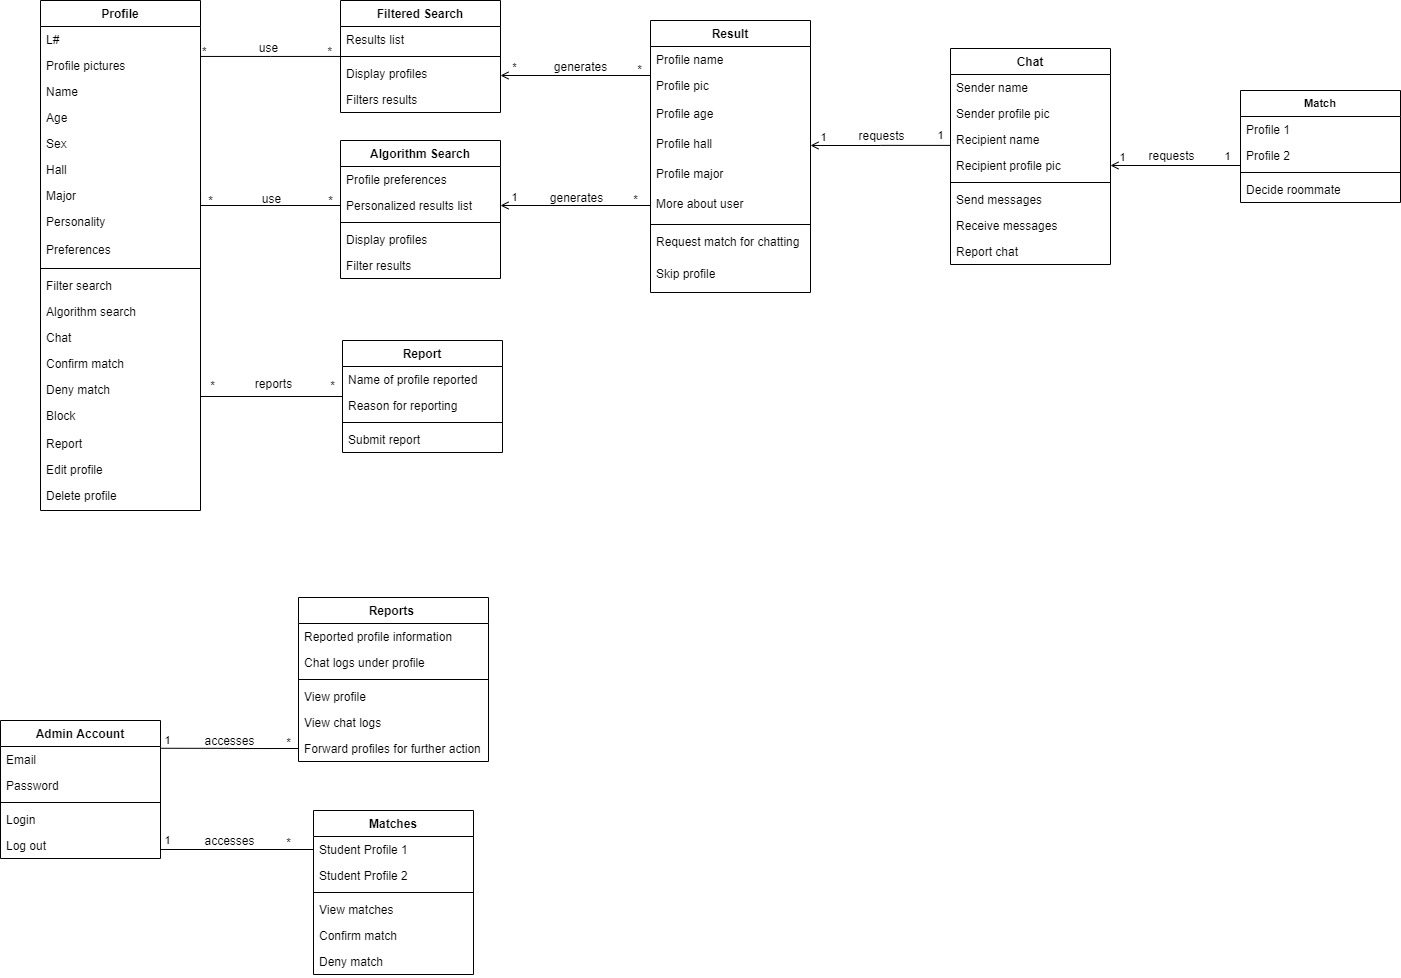 Profile
L#
Profile pictures
Name
Age
Sex
Hall
Major
Personality
Preferences
Filter search
Algorithm search
Chat
Confirm match
Deny match
Block
Report
Edit profile
Delete profile
* use *
* use *
* reports *
Filtered Search
Results list
Display profiles
Filters results
Algorithm Search
Profile preferences
Personalized results list
Display profiles
Filter results
Report
Name of profile reported
Reason for reporting
Submit report
* generates *
1 generates *
Result
Profile name
Profile pic
Profile age
Profile hall
Profile major
More about user
Request match for chatting
Skip profile
1 requests 1
Chat
Sender name
Sender profile pic
Recipient name
Recipient profile pic
Send messages
Receive messages
Report chat
1 requests 1
Match
Profile 1
Profile 2
Decide roommate
Admin Account
Email
Password
Login
Log out
1 accesses *
1 accesses *
Reports
Reported profile information
Chat logs under profile
View profile
View chat logs
Forward profiles for further action
Matches
Student Profile 1
Student Profile 2
View matches
Confirm match
Deny match